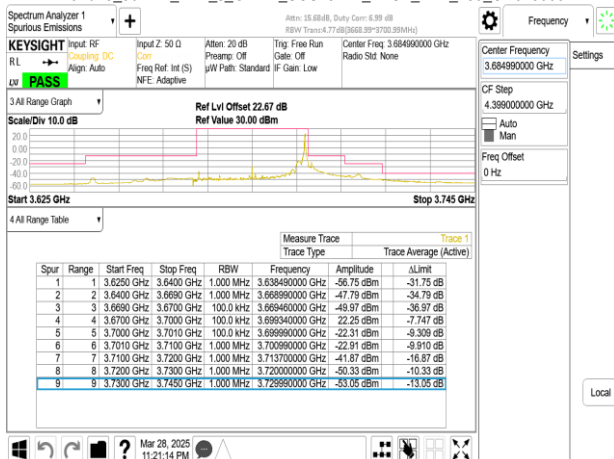 Spectrum Analyzer 1
Spurious Emissions
Attn: 15.68dB, Duty Corr: 6.99 dB
RBW Trans:4.77dB(3668.99~3700.99MHz)
Frequency
KEYSIGHT Input: RF Input Z: 50 Ω Atten: 20 dB Trig: Free Run Center Freq: 3.684990000 GHz
RL Coupling: DC Corr Preamp: Off Gate: Off Radio Std: None
Align: Auto Freq Ref: Int (S) µW Path: Standard IF Gain: Low
NFE: Adaptive
PASS
Center Frequency
3.684990000 GHz
Settings
CF Step
4.399000000 GHz
Auto
Man
Freq Offset
0 Hz
3 All Range Graph
Scale/Div 10.0 dB
Ref Lvl Offset 22.67 dB
Ref Value 30.00 dBm
20.0
0.00
-20.0
-40.0
-60.0
Start 3.625 GHz Stop 3.745 GHz
4 All Range Table
Measure Trace Trace 1
Trace Type Trace Average (Active)
Spur Range Start Freq Stop Freq RBW Frequency Amplitude ΔLimit
1 1 3.6250 GHz 3.6400 GHz 1.000 MHz 3.638490000 GHz -56.75 dBm -31.75 dB
2 2 3.6400 GHz 3.6690 GHz 1.000 MHz 3.668990000 GHz -47.79 dBm -34.79 dB
3 3 3.6690 GHz 3.6700 GHz 100.0 kHz 3.669460000 GHz -49.97 dBm -36.97 dB
4 4 3.6700 GHz 3.7000 GHz 100.0 kHz 3.699340000 GHz 22.25 dBm -7.747 dB
5 5 3.7000 GHz 3.7010 GHz 100.0 kHz 3.699990000 GHz -22.31 dBm -9.309 dB
6 6 3.7010 GHz 3.7100 GHz 1.000 MHz 3.700990000 GHz -22.91 dBm -9.910 dB
7 7 3.7100 GHz 3.7200 GHz 1.000 MHz 3.713700000 GHz -41.87 dBm -16.87 dB
8 8 3.7200 GHz 3.7300 GHz 1.000 MHz 3.720000000 GHz -50.33 dBm -10.33 dB
9 9 3.7300 GHz 3.7450 GHz 1.000 MHz 3.729990000 GHz -53.05 dBm -13.05 dB
Local
Mar 28, 2025
11:21:14 PM